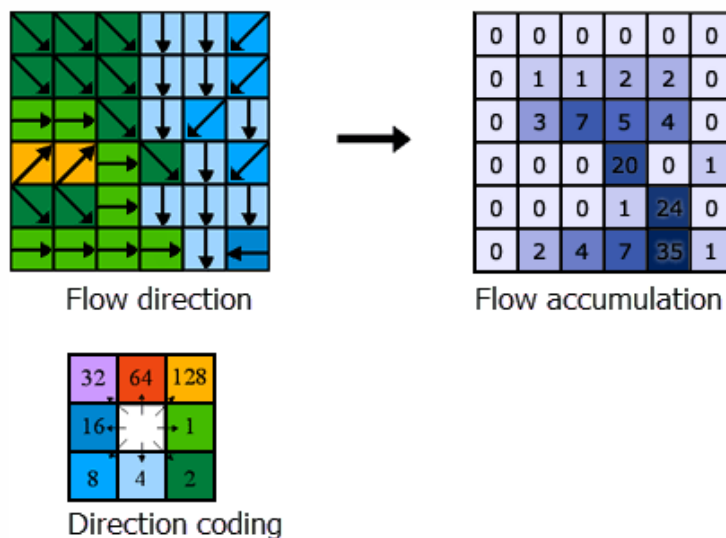 0 0 0 0 0 0
0 1 1 2 2 0
0 3 7 5 4 0
0 0 0 20 0 1
0 0 0 1 24 0
0 2 4 7 35 1
Flow direction
Flow accumulation
32 64 128
16 1
8 4 2
Direction coding